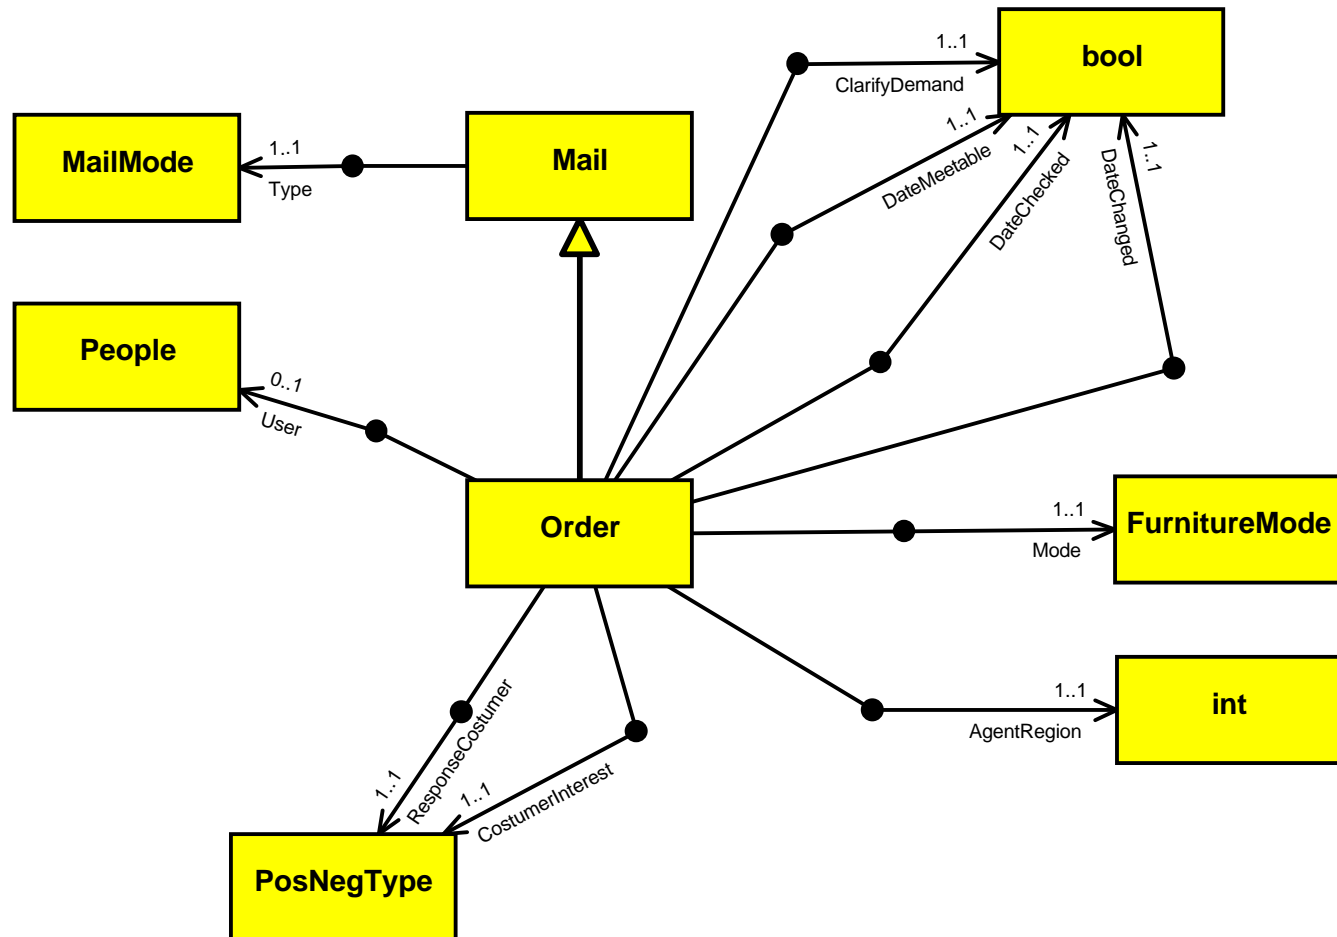 1..1
bool
ClarifyDemand
Mail
1..1
MailMode
Type
1..1
DateMeetable
1..1
DateChecked
1..1
DateChanged
People
0..1
User
Order
1..1
FurnitureMode
Mode
1..1
int
AgentRegion
1..1
ResponseCostumer
1..1
CostumerInterest
PosNegType